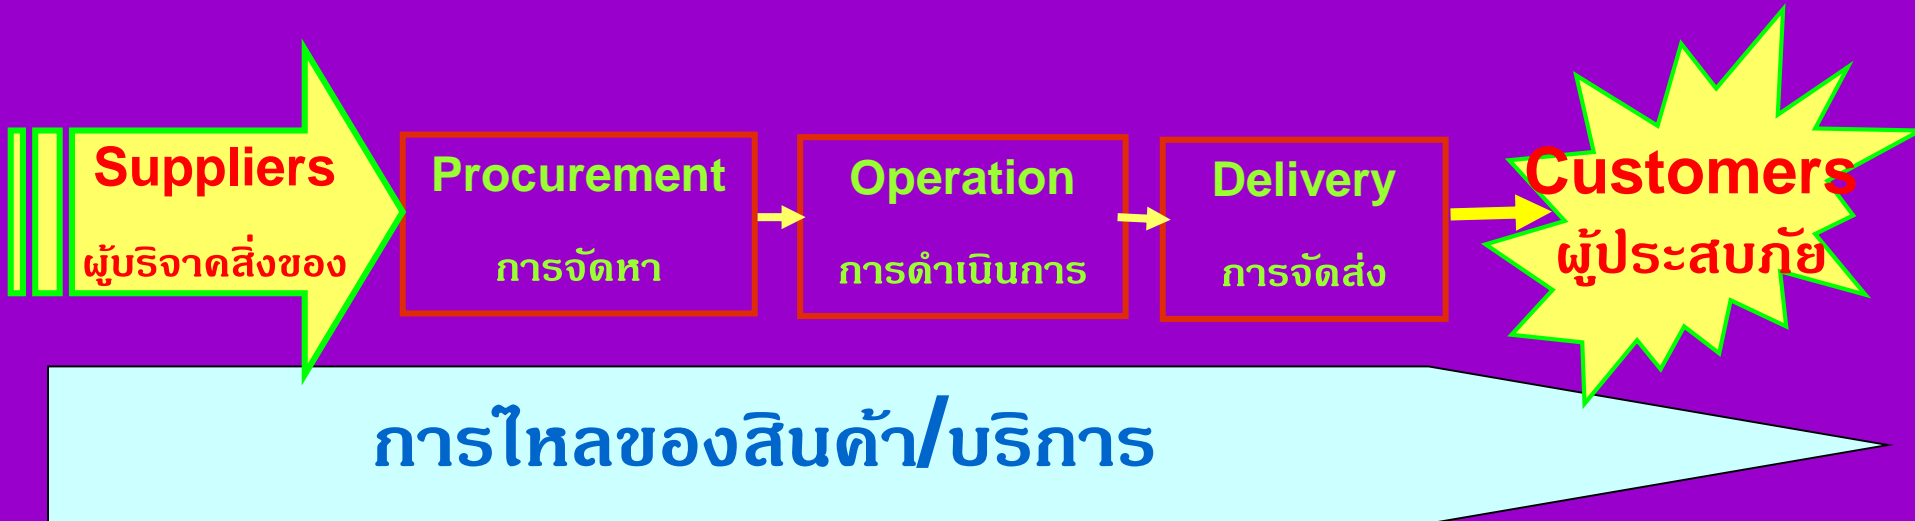 Suppliers
ผู้บริจาคสิ่งของ
Procurement
การจัดหา
Operation
การดำเนินการ
Delivery
การจัดส่ง
Customers
ผู้ประสบภัย
การไหลของสินค้า/บริการ